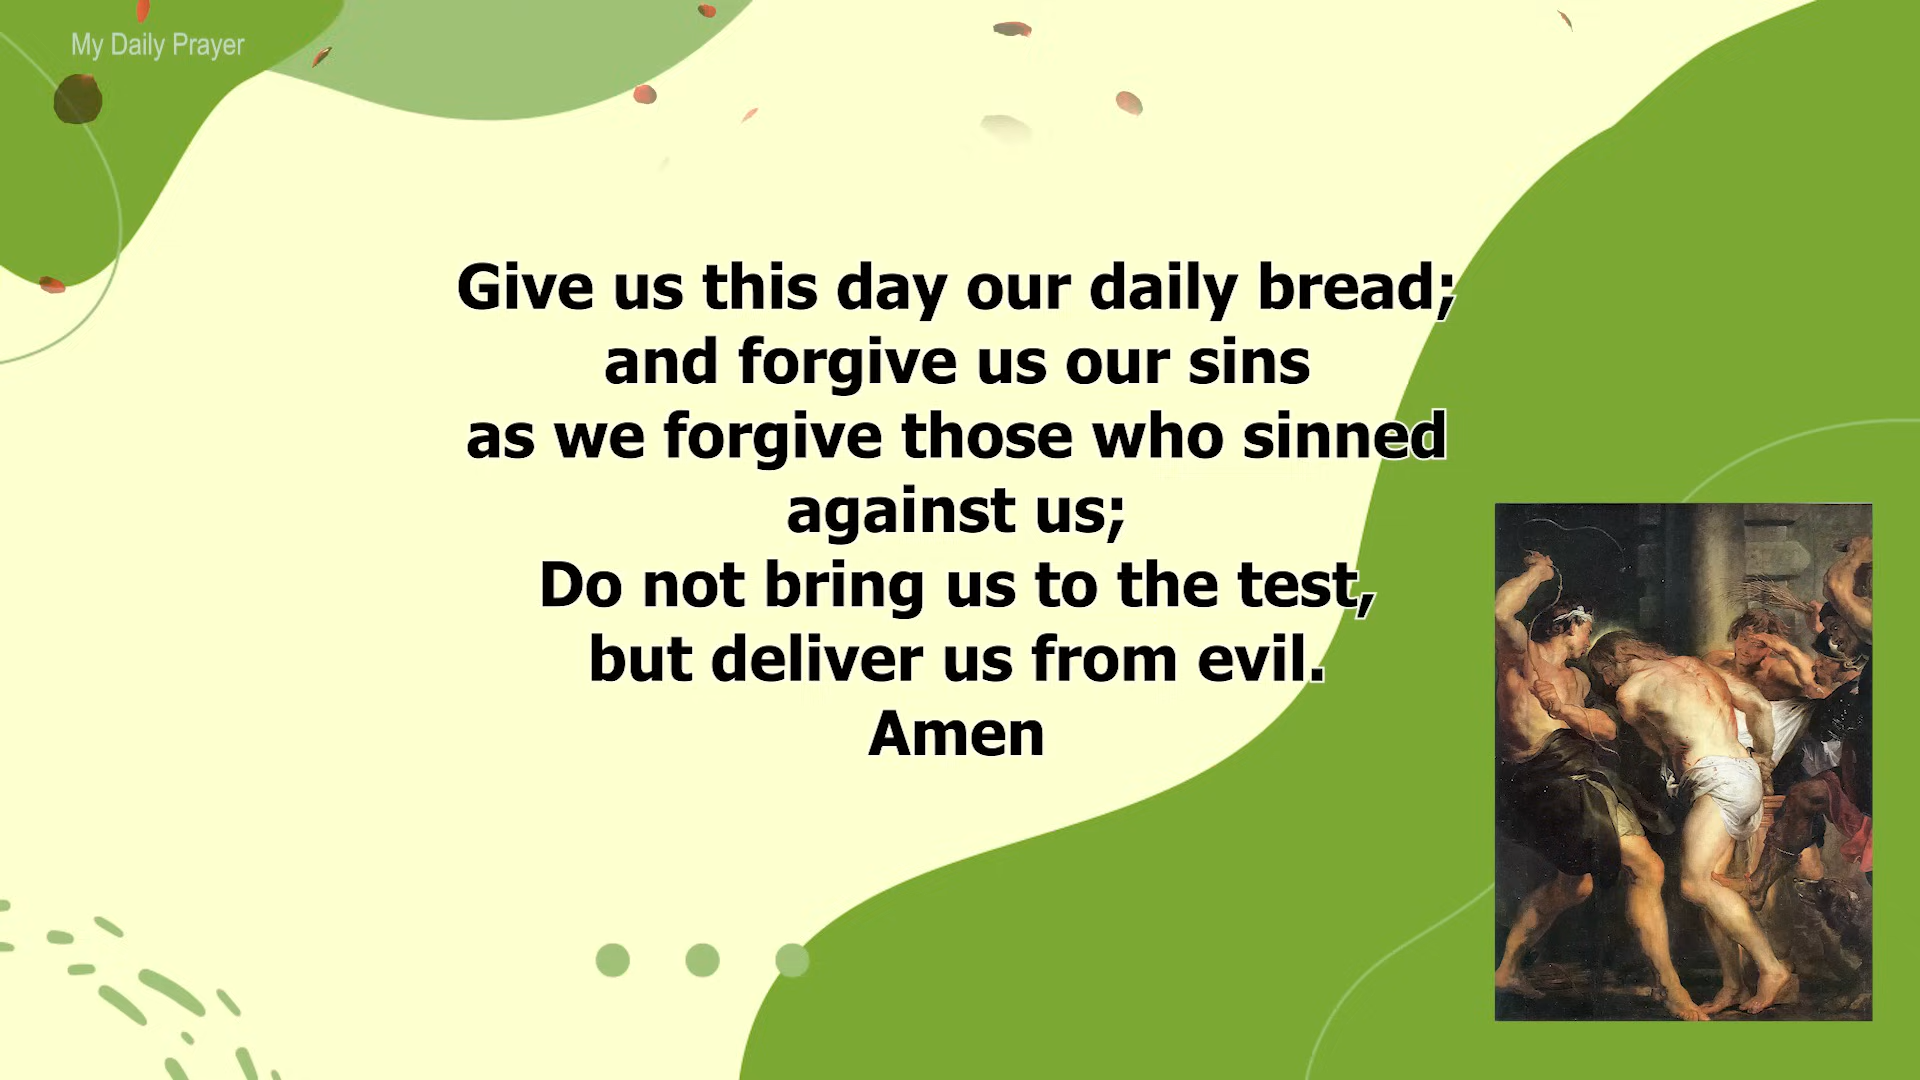 My Daily Prayer
Give us this day our daily bread;
and forgive us our sins
as we forgive those who sinned
against us;
Do not bring us to the test,
but deliver us from evil.
Amen